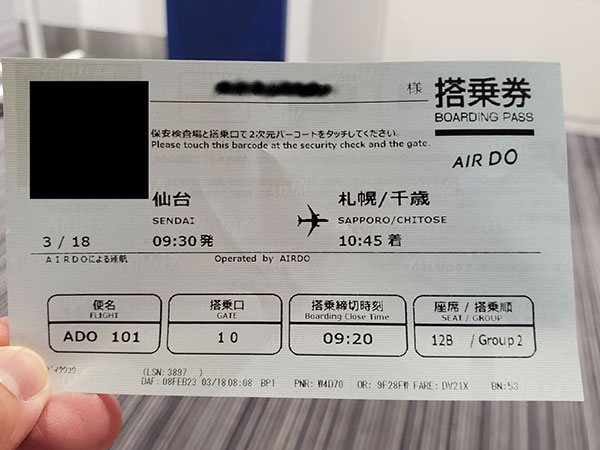 様
搭乗券
BOARDING PASS
AIR DO
保安検査場と搭乗口で2次元バーコードをタッチしてください。
Please touch this barcode at the security check and the gate.
仙台
SENDAI
札幌/千歳
SAPPORO/CHITOSE
3 / 18
09:30 発
10:45 着
AIRDOによる運航
Operated by AIRDO
便名
FLIGHT
ADO 101
搭乗口
GATE
10
搭乗締切時刻
Boarding Close Time
09:20
座席 / 搭乗順
SEAT / GROUP
12B / Group 2
(LSN: 3897 )
DAF: 08FEB23 03/18 08:08 BP1 PNR: W4D70 OR: 9F28FW FARE: DV21X BN:53